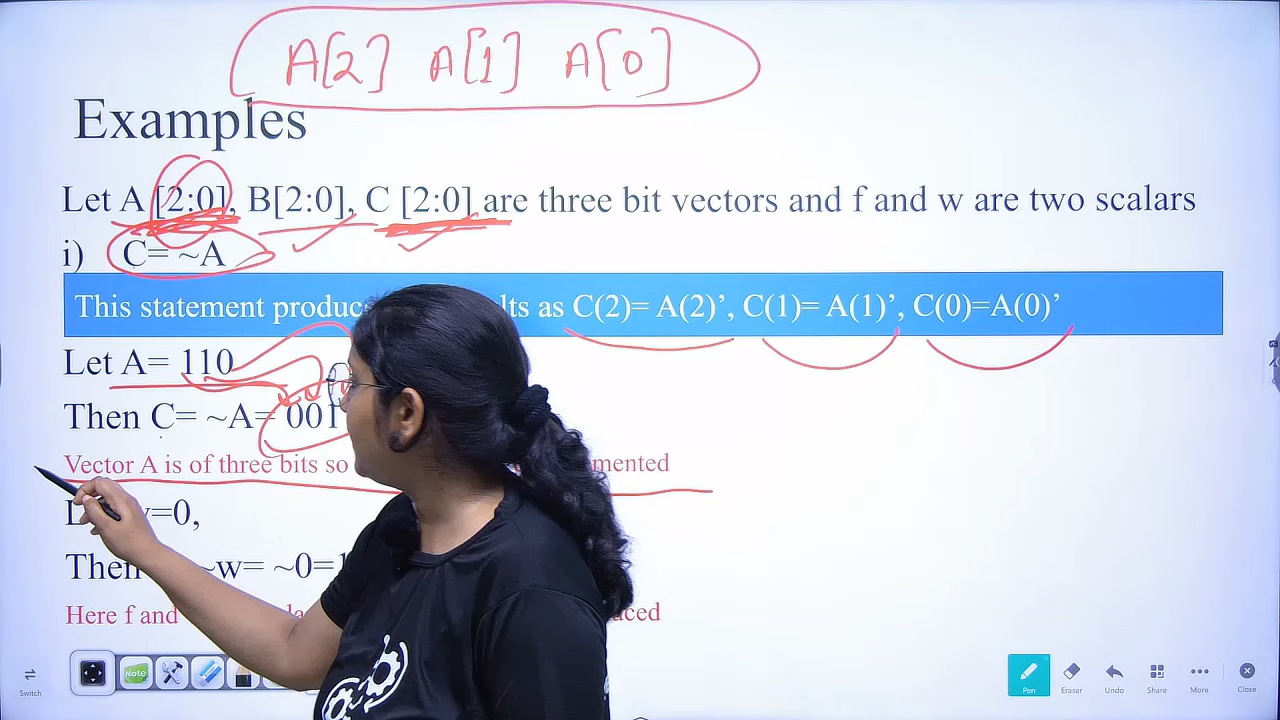 A[2] A[1] A[0]
Examples
Let A [2:0], B[2:0], C [2:0] are three bit vectors and f and w are two scalars
i) C= ~A
This statement produc lts as C(2)= A(2)’, C(1)= A(1)’, C(0)=A(0)’
Let A= 110
Then C= ~A= 001
Vector A is of three bits so mented
=0,
Then w= ~0=1
Here f and uced
Note
Switch
Pen Eraser Undo Share More Close